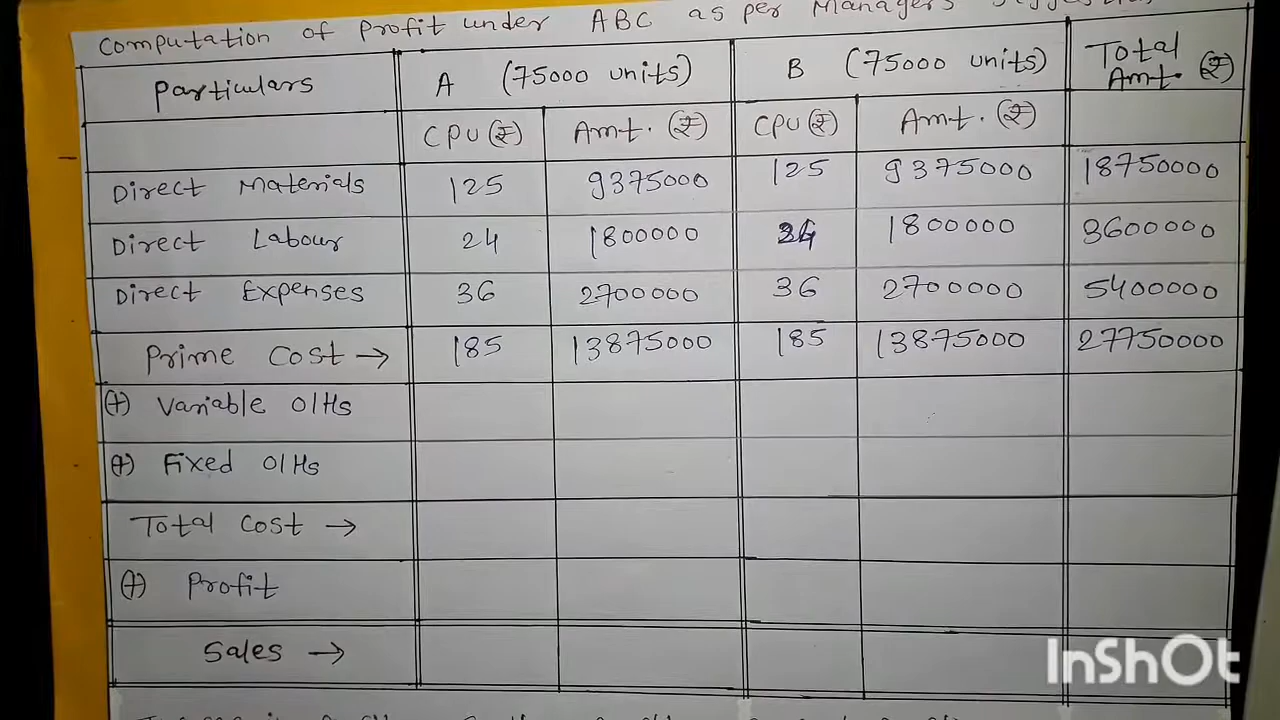 Computation of Profit under ABC as per Managers
Particulars A (75000 units) B (75000 units) Total Amt. (₹)
CPU (₹) Amt. (₹) CPU (₹) Amt. (₹)
Direct Materials 125 9375000 125 9375000 18750000
Direct Labour 24 1800000 24 1800000 3600000
Direct Expenses 36 2700000 36 2700000 5400000
Prime Cost → 185 13875000 185 13875000 27750000
(+) Variable O/Hs
(+) Fixed O/Hs
Total Cost →
(+) Profit
Sales →
InShOt